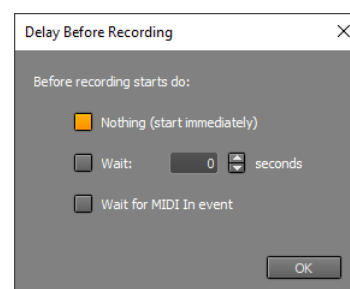 Delay Before Recording
Before recording starts do:
Nothing (start immediately)
Wait: 0 seconds
Wait for MIDI In event
OK